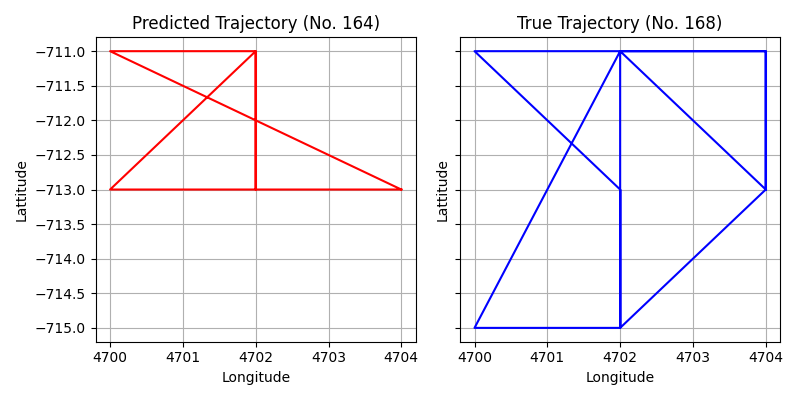 Predicted Trajectory (No. 164)
True Trajectory (No. 168)
−711.0
−711.5
−712.0
−712.5
−713.0
−713.5
−714.0
−714.5
−715.0
Lattitude
Lattitude
4700 4701 4702 4703 4704
4700 4701 4702 4703 4704
Longitude
Longitude